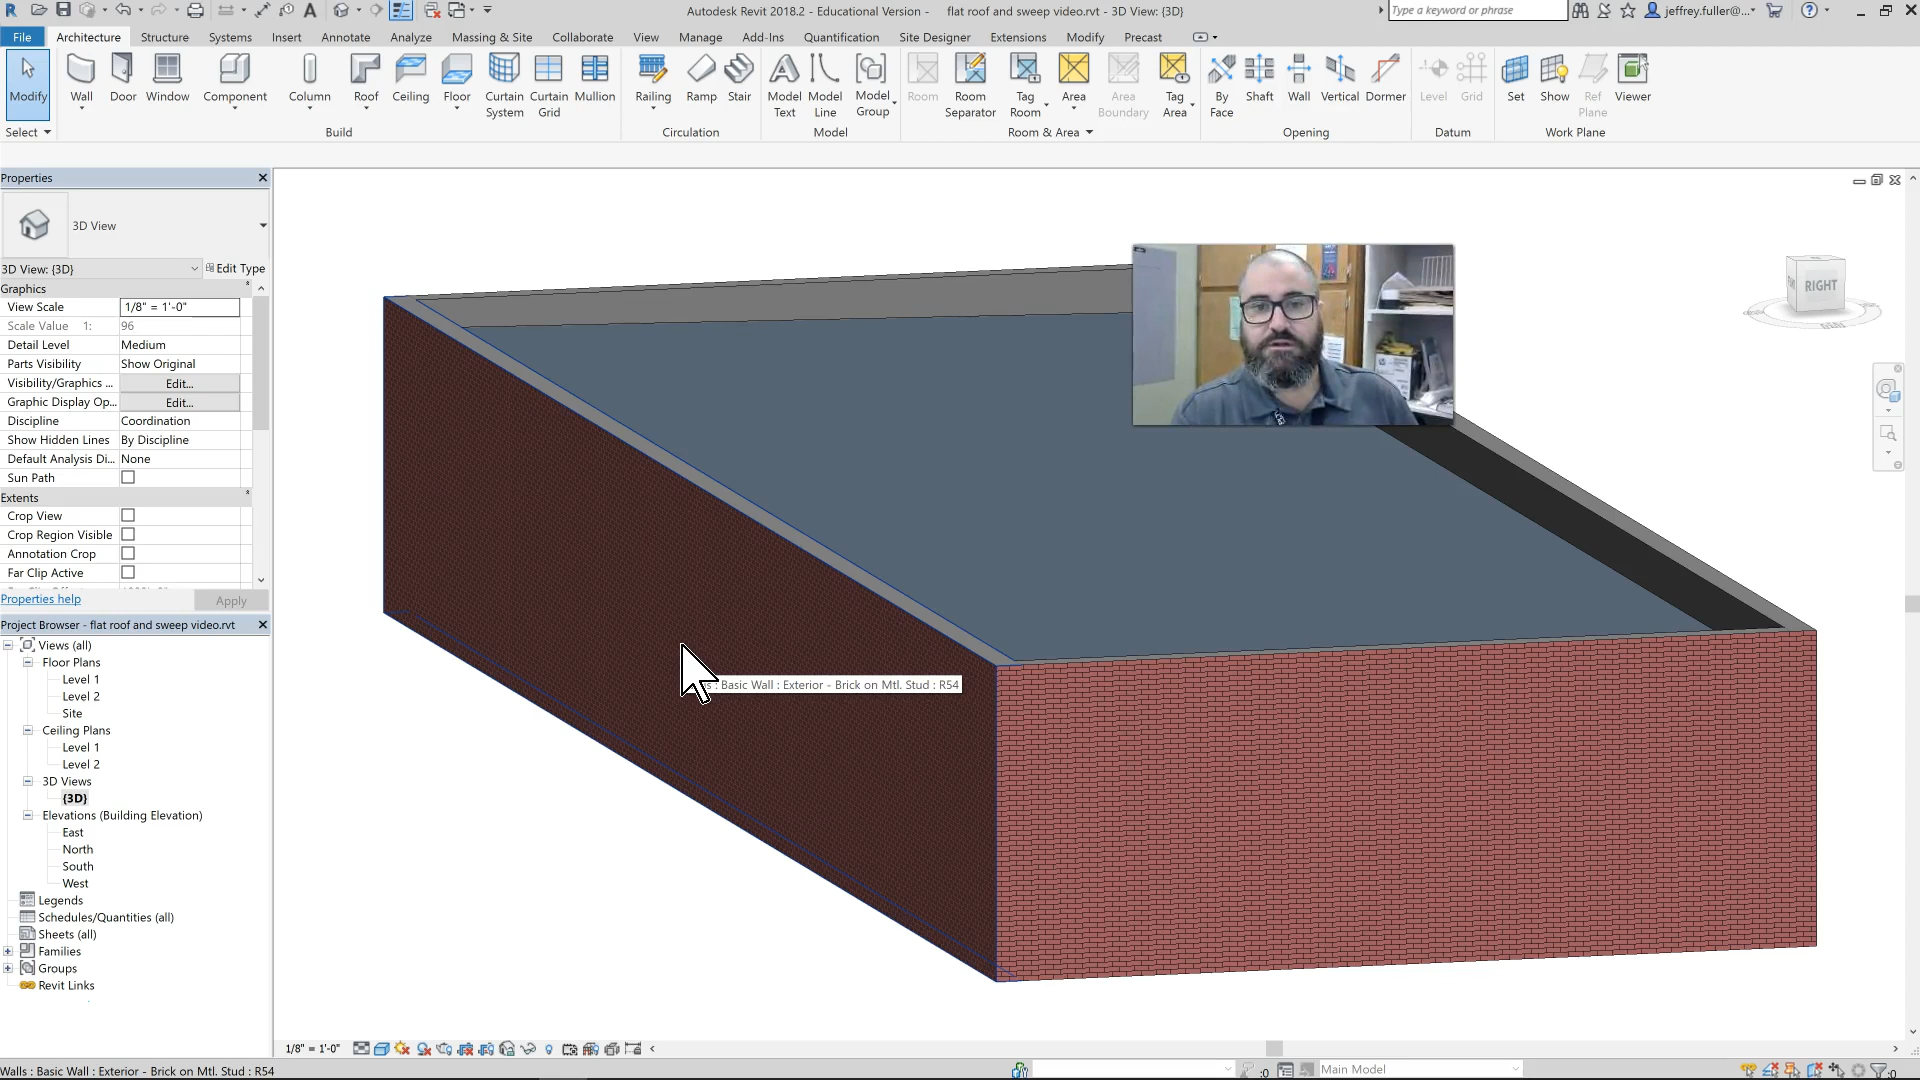 Autodesk Revit 2018.2 - Educational Version - flat roof and sweep video.rvt - 3D View: {3D}
Type a keyword or phrase
jeffrey.fuller@...
File Architecture Structure Systems Insert Annotate Analyze Massing & Site Collaborate View Manage Add-Ins Quantification Site Designer Extensions Modify Precast
Modify Wall Door Window Component Column Roof Ceiling Floor Curtain System Curtain Grid Mullion Railing Ramp Stair Model Text Model Line Model Group Room Room Separator Tag Room Area Area Boundary Tag Area By Face Shaft Wall Vertical Dormer Level Grid Set Show Ref Plane Viewer
Select Build Circulation Model Room & Area Opening Datum Work Plane
Properties
3D View
3D View: {3D} Edit Type
Graphics
View Scale 1/8" = 1'-0"
Scale Value 1: 96
Detail Level Medium
Parts Visibility Show Original
Visibility/Graphics ... Edit...
Graphic Display Op... Edit...
Discipline Coordination
Show Hidden Lines By Discipline
Default Analysis Di... None
Sun Path
Extents
Crop View
Crop Region Visible
Annotation Crop
Far Clip Active
Properties help Apply
Project Browser - flat roof and sweep video.rvt
Views (all)
Floor Plans
Level 1
Level 2
Site
Ceiling Plans
Level 1
Level 2
3D Views
{3D}
Elevations (Building Elevation)
East
North
South
West
Legends
Schedules/Quantities (all)
Sheets (all)
Families
Groups
Revit Links
RIGHT
: Basic Wall : Exterior - Brick on Mtl. Stud : R54
1/8" = 1'-0"
Walls : Basic Wall : Exterior - Brick on Mtl. Stud : R54
:0 Main Model :0